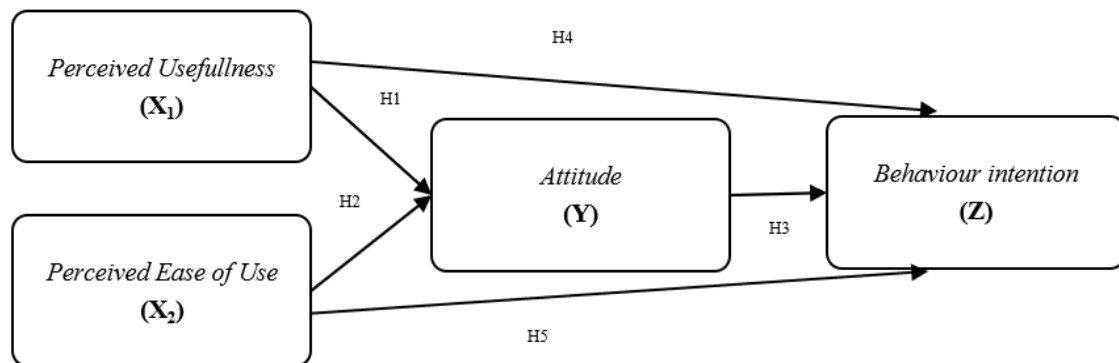 H4
Perceived Usefullness
(X₁)
H1
Attitude
(Y)
Behaviour intention
(Z)
H2
H3
Perceived Ease of Use
(X₂)
H5